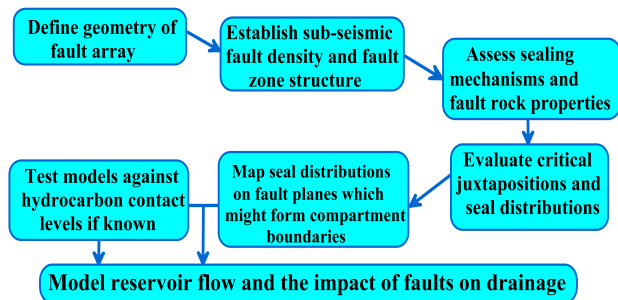 Define geometry of
fault array
Establish sub-seismic
fault density and fault
zone structure
Assess sealing
mechanisms and
fault rock properties
Evaluate critical
juxtapositions and
seal distributions
Map seal distributions
on fault planes which
might form compartment
boundaries
Test models against
hydrocarbon contact
levels if known
Model reservoir flow and the impact of faults on drainage